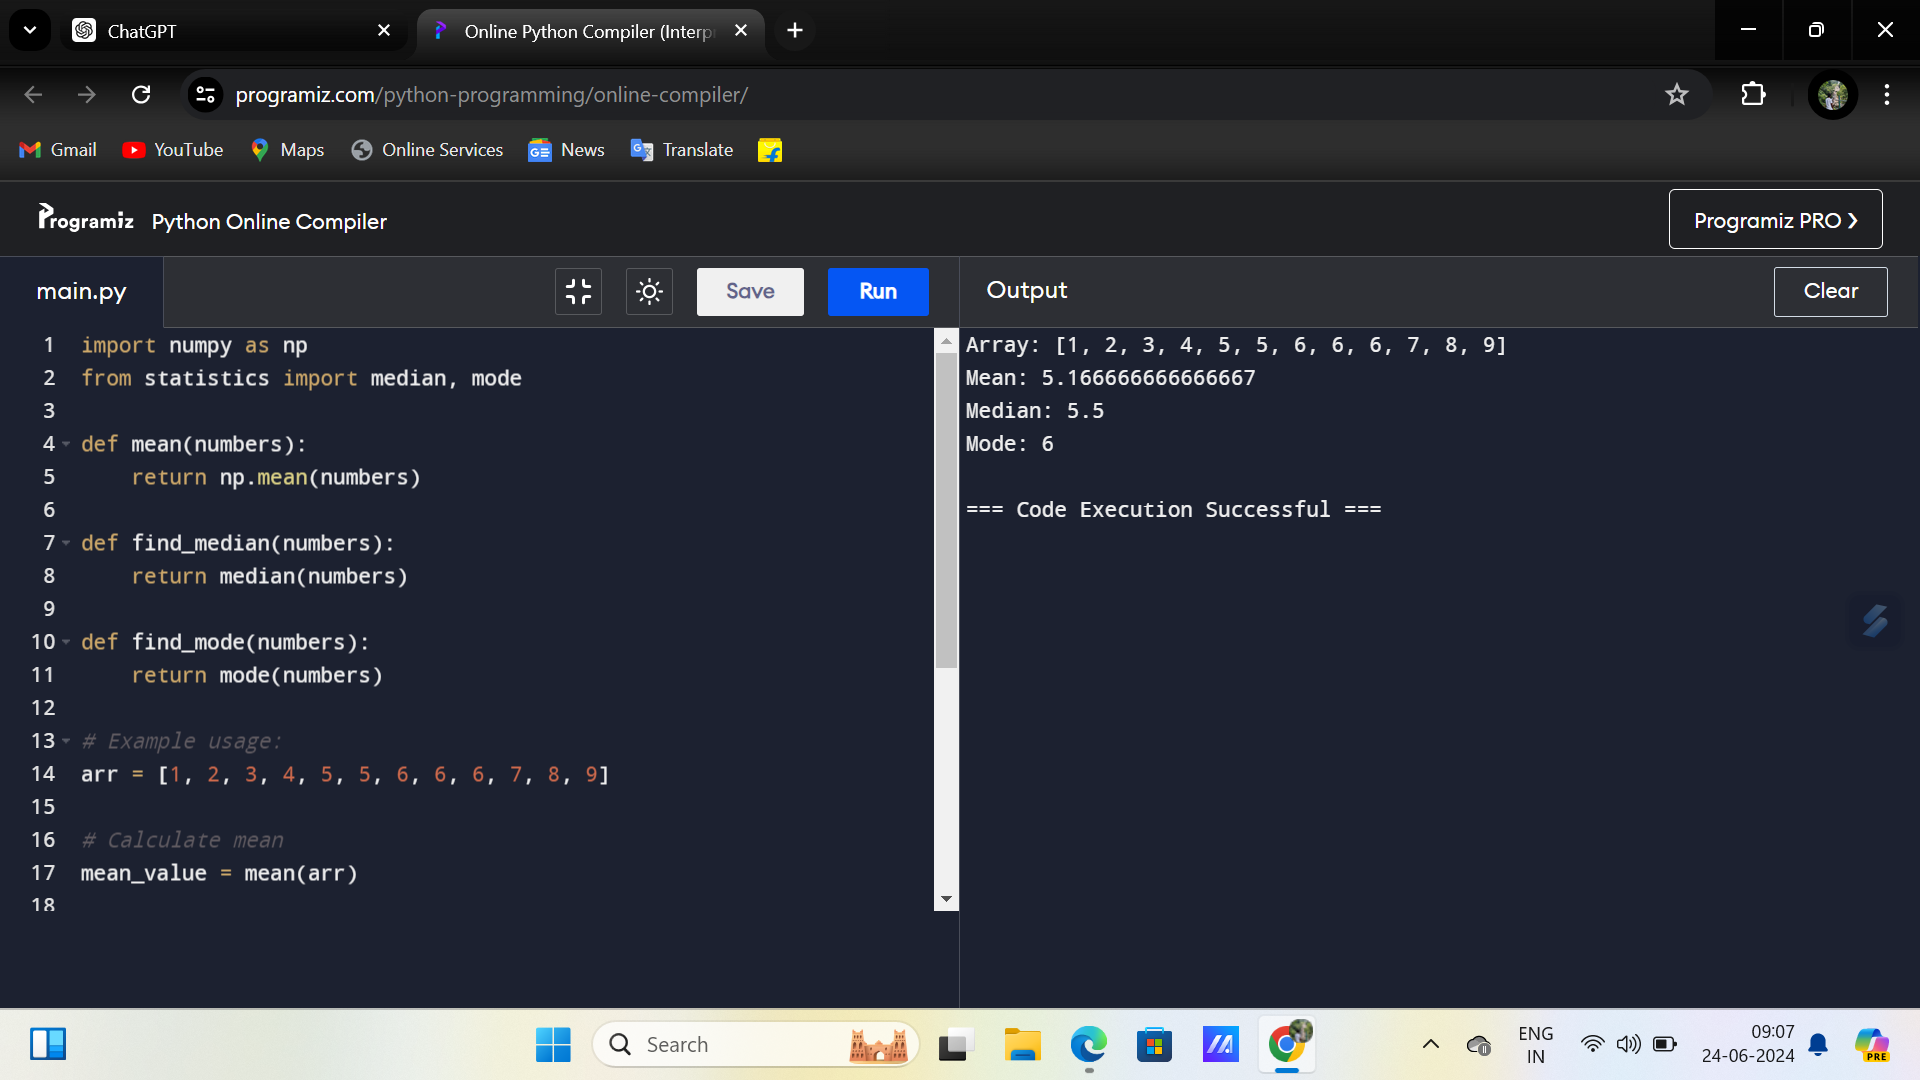 ChatGPT
Online Python Compiler (Interp
programiz.com/python-programming/online-compiler/
Gmail YouTube Maps Online Services News Translate
Programiz Python Online Compiler
Programiz PRO ❯
main.py
Save Run
Output
Clear
1 import numpy as np
2 from statistics import median, mode
3
4 def mean(numbers):
5 return np.mean(numbers)
6
7 def find_median(numbers):
8 return median(numbers)
9
10 def find_mode(numbers):
11 return mode(numbers)
12
13 # Example usage:
14 arr = [1, 2, 3, 4, 5, 5, 6, 6, 6, 7, 8, 9]
15
16 # Calculate mean
17 mean_value = mean(arr)
18
Array: [1, 2, 3, 4, 5, 5, 6, 6, 6, 7, 8, 9]
Mean: 5.166666666666667
Median: 5.5
Mode: 6
=== Code Execution Successful ===
Search
ENG
IN
09:07
24-06-2024
PRE